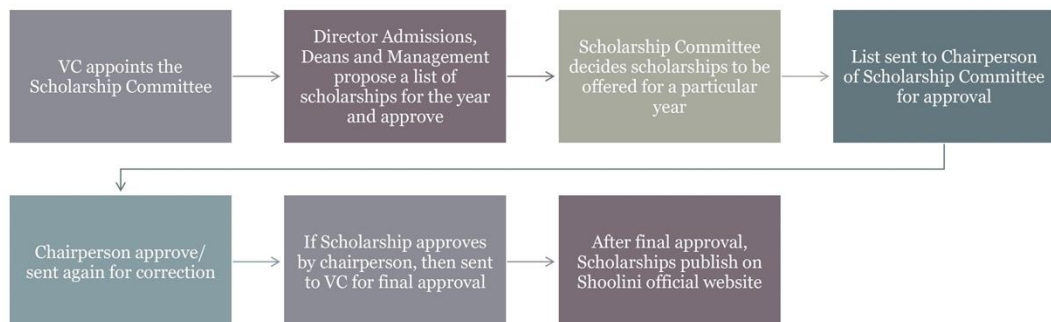 VC appoints the
Scholarship Committee
Director Admissions,
Deans and Management
propose a list of
scholarships for the year
and approve
Scholarship Committee
decides scholarships to be
offered for a particular
year
List sent to Chairperson
of Scholarship Committee
for approval
Chairperson approve/
sent again for correction
If Scholarship approves
by chairperson, then sent
to VC for final approval
After final approval,
Scholarships publish on
Shoolini official website